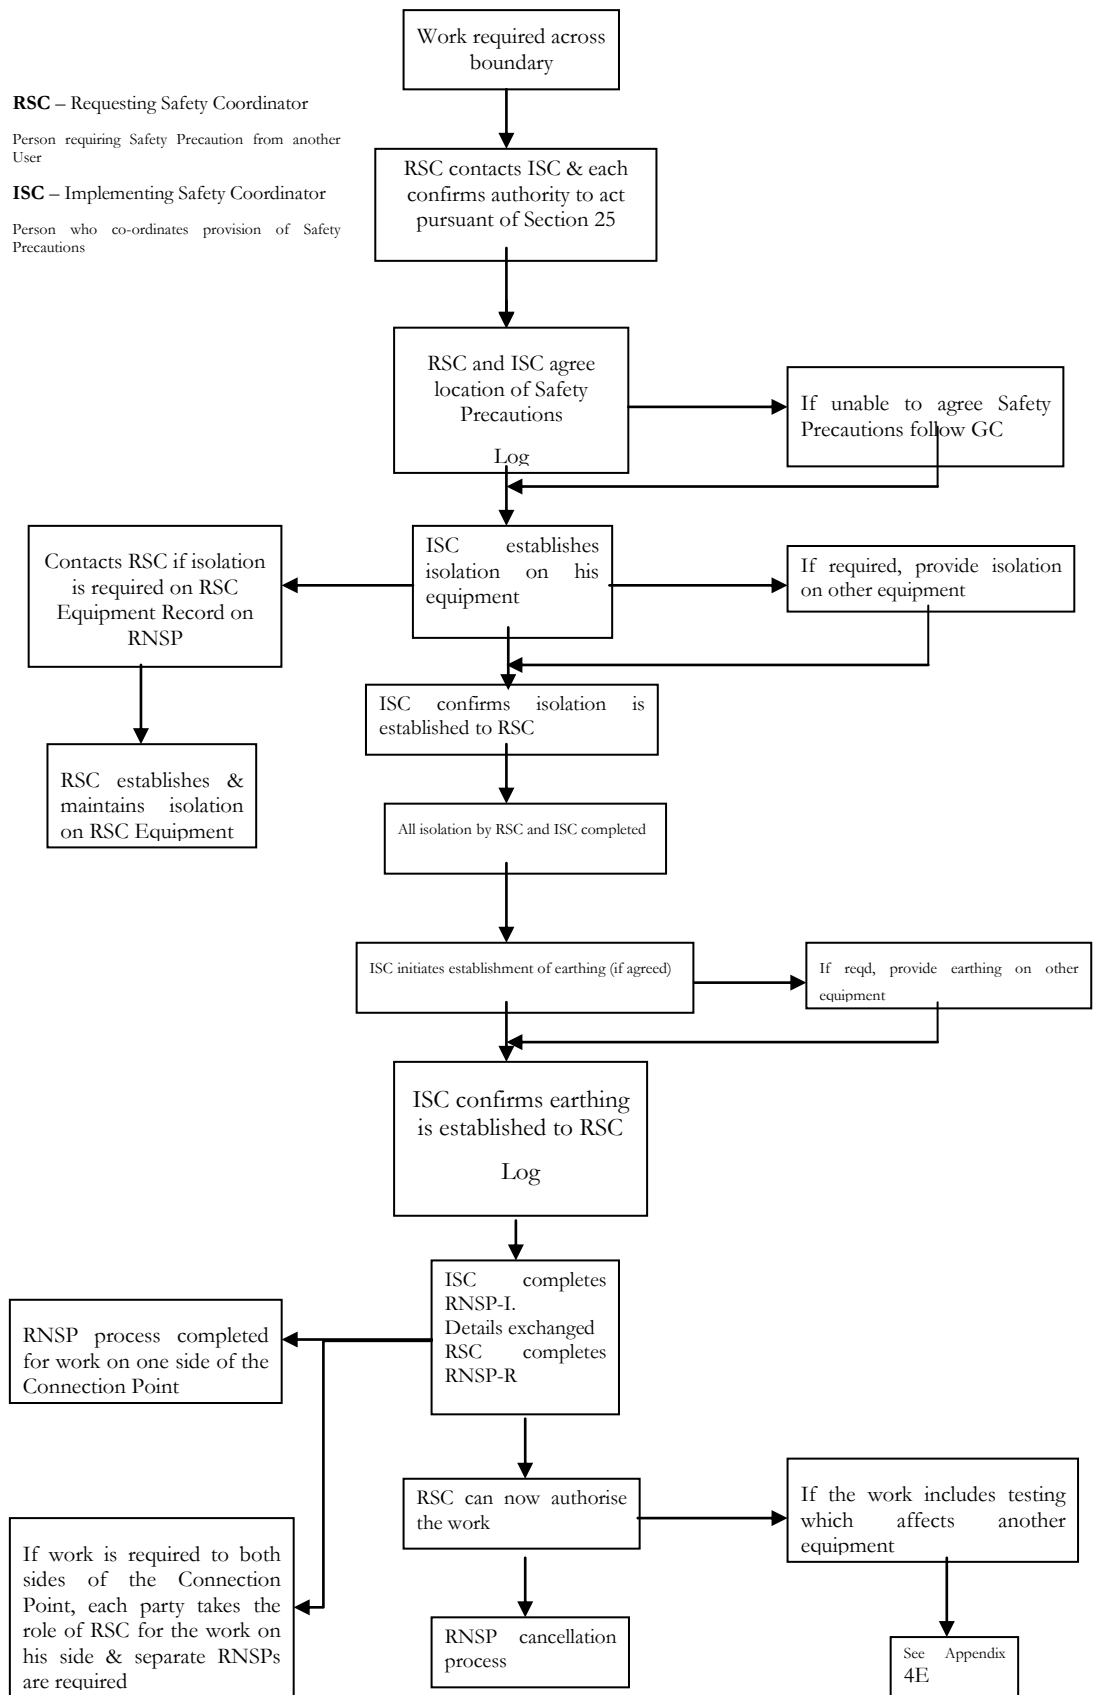 Work required across
boundary
RSC – Requesting Safety Coordinator
Person requiring Safety Precaution from another
User
ISC – Implementing Safety Coordinator
Person who co-ordinates provision of Safety
Precautions
RSC contacts ISC & each
confirms authority to act
pursuant of Section 25
RSC and ISC agree
location of Safety
Precautions
Log
If unable to agree Safety
Precautions follow GC
Contacts RSC if isolation
is required on RSC
Equipment Record on
RNSP
ISC establishes
isolation on his
equipment
If required, provide isolation
on other equipment
ISC confirms isolation is
established to RSC
RSC establishes &
maintains isolation
on RSC Equipment
All isolation by RSC and ISC completed
ISC initiates establishment of earthing (if agreed)
If reqd, provide earthing on other
equipment
ISC confirms earthing
is established to RSC
Log
ISC completes
RNSP-I.
Details exchanged
RSC completes
RNSP-R
RNSP process completed
for work on one side of the
Connection Point
RSC can now authorise
the work
If the work includes testing
which affects another
equipment
If work is required to both
sides of the Connection
Point, each party takes the
role of RSC for the work on
his side & separate RNSPs
are required
RNSP cancellation
process
See Appendix
4E